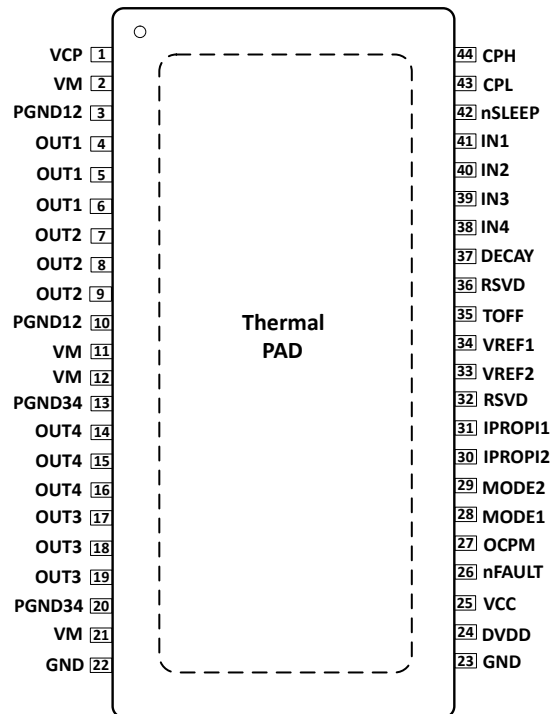 VCP 1
VM 2
PGND12 3
OUT1 4
OUT1 5
OUT1 6
OUT2 7
OUT2 8
OUT2 9
PGND12 10
VM 11
VM 12
PGND34 13
OUT4 14
OUT4 15
OUT4 16
OUT3 17
OUT3 18
OUT3 19
PGND34 20
VM 21
GND 22
Thermal
PAD
44 CPH
43 CPL
42 nSLEEP
41 IN1
40 IN2
39 IN3
38 IN4
37 DECAY
36 RSVD
35 TOFF
34 VREF1
33 VREF2
32 RSVD
31 IPROPI1
30 IPROPI2
29 MODE2
28 MODE1
27 OCPM
26 nFAULT
25 VCC
24 DVDD
23 GND